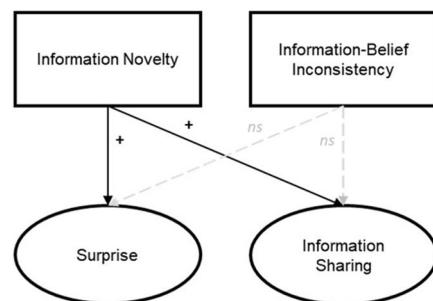 Information Novelty
Information-Belief
Inconsistency
+
+
ns
ns
Surprise
Information
Sharing